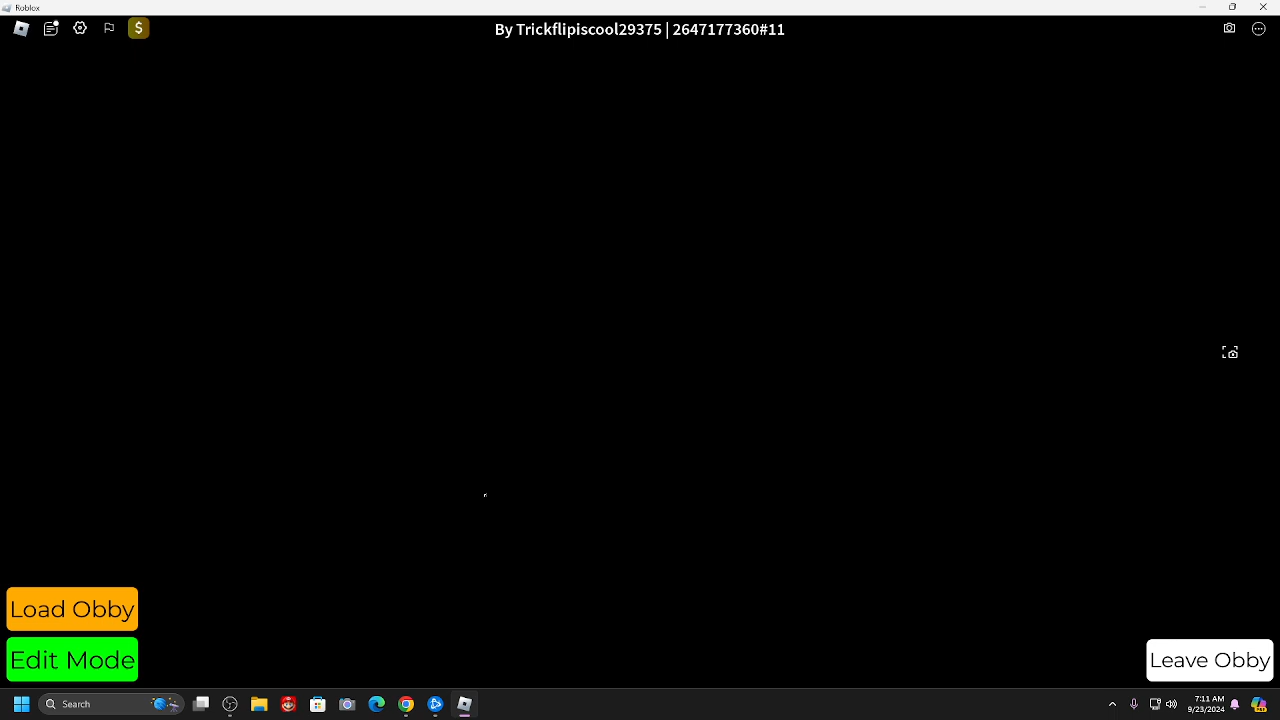 Roblox
$
By Trickflipiscool29375 | 2647177360#11
Load Obby
Edit Mode
Leave Obby
Search
7:11 AM
9/23/2024